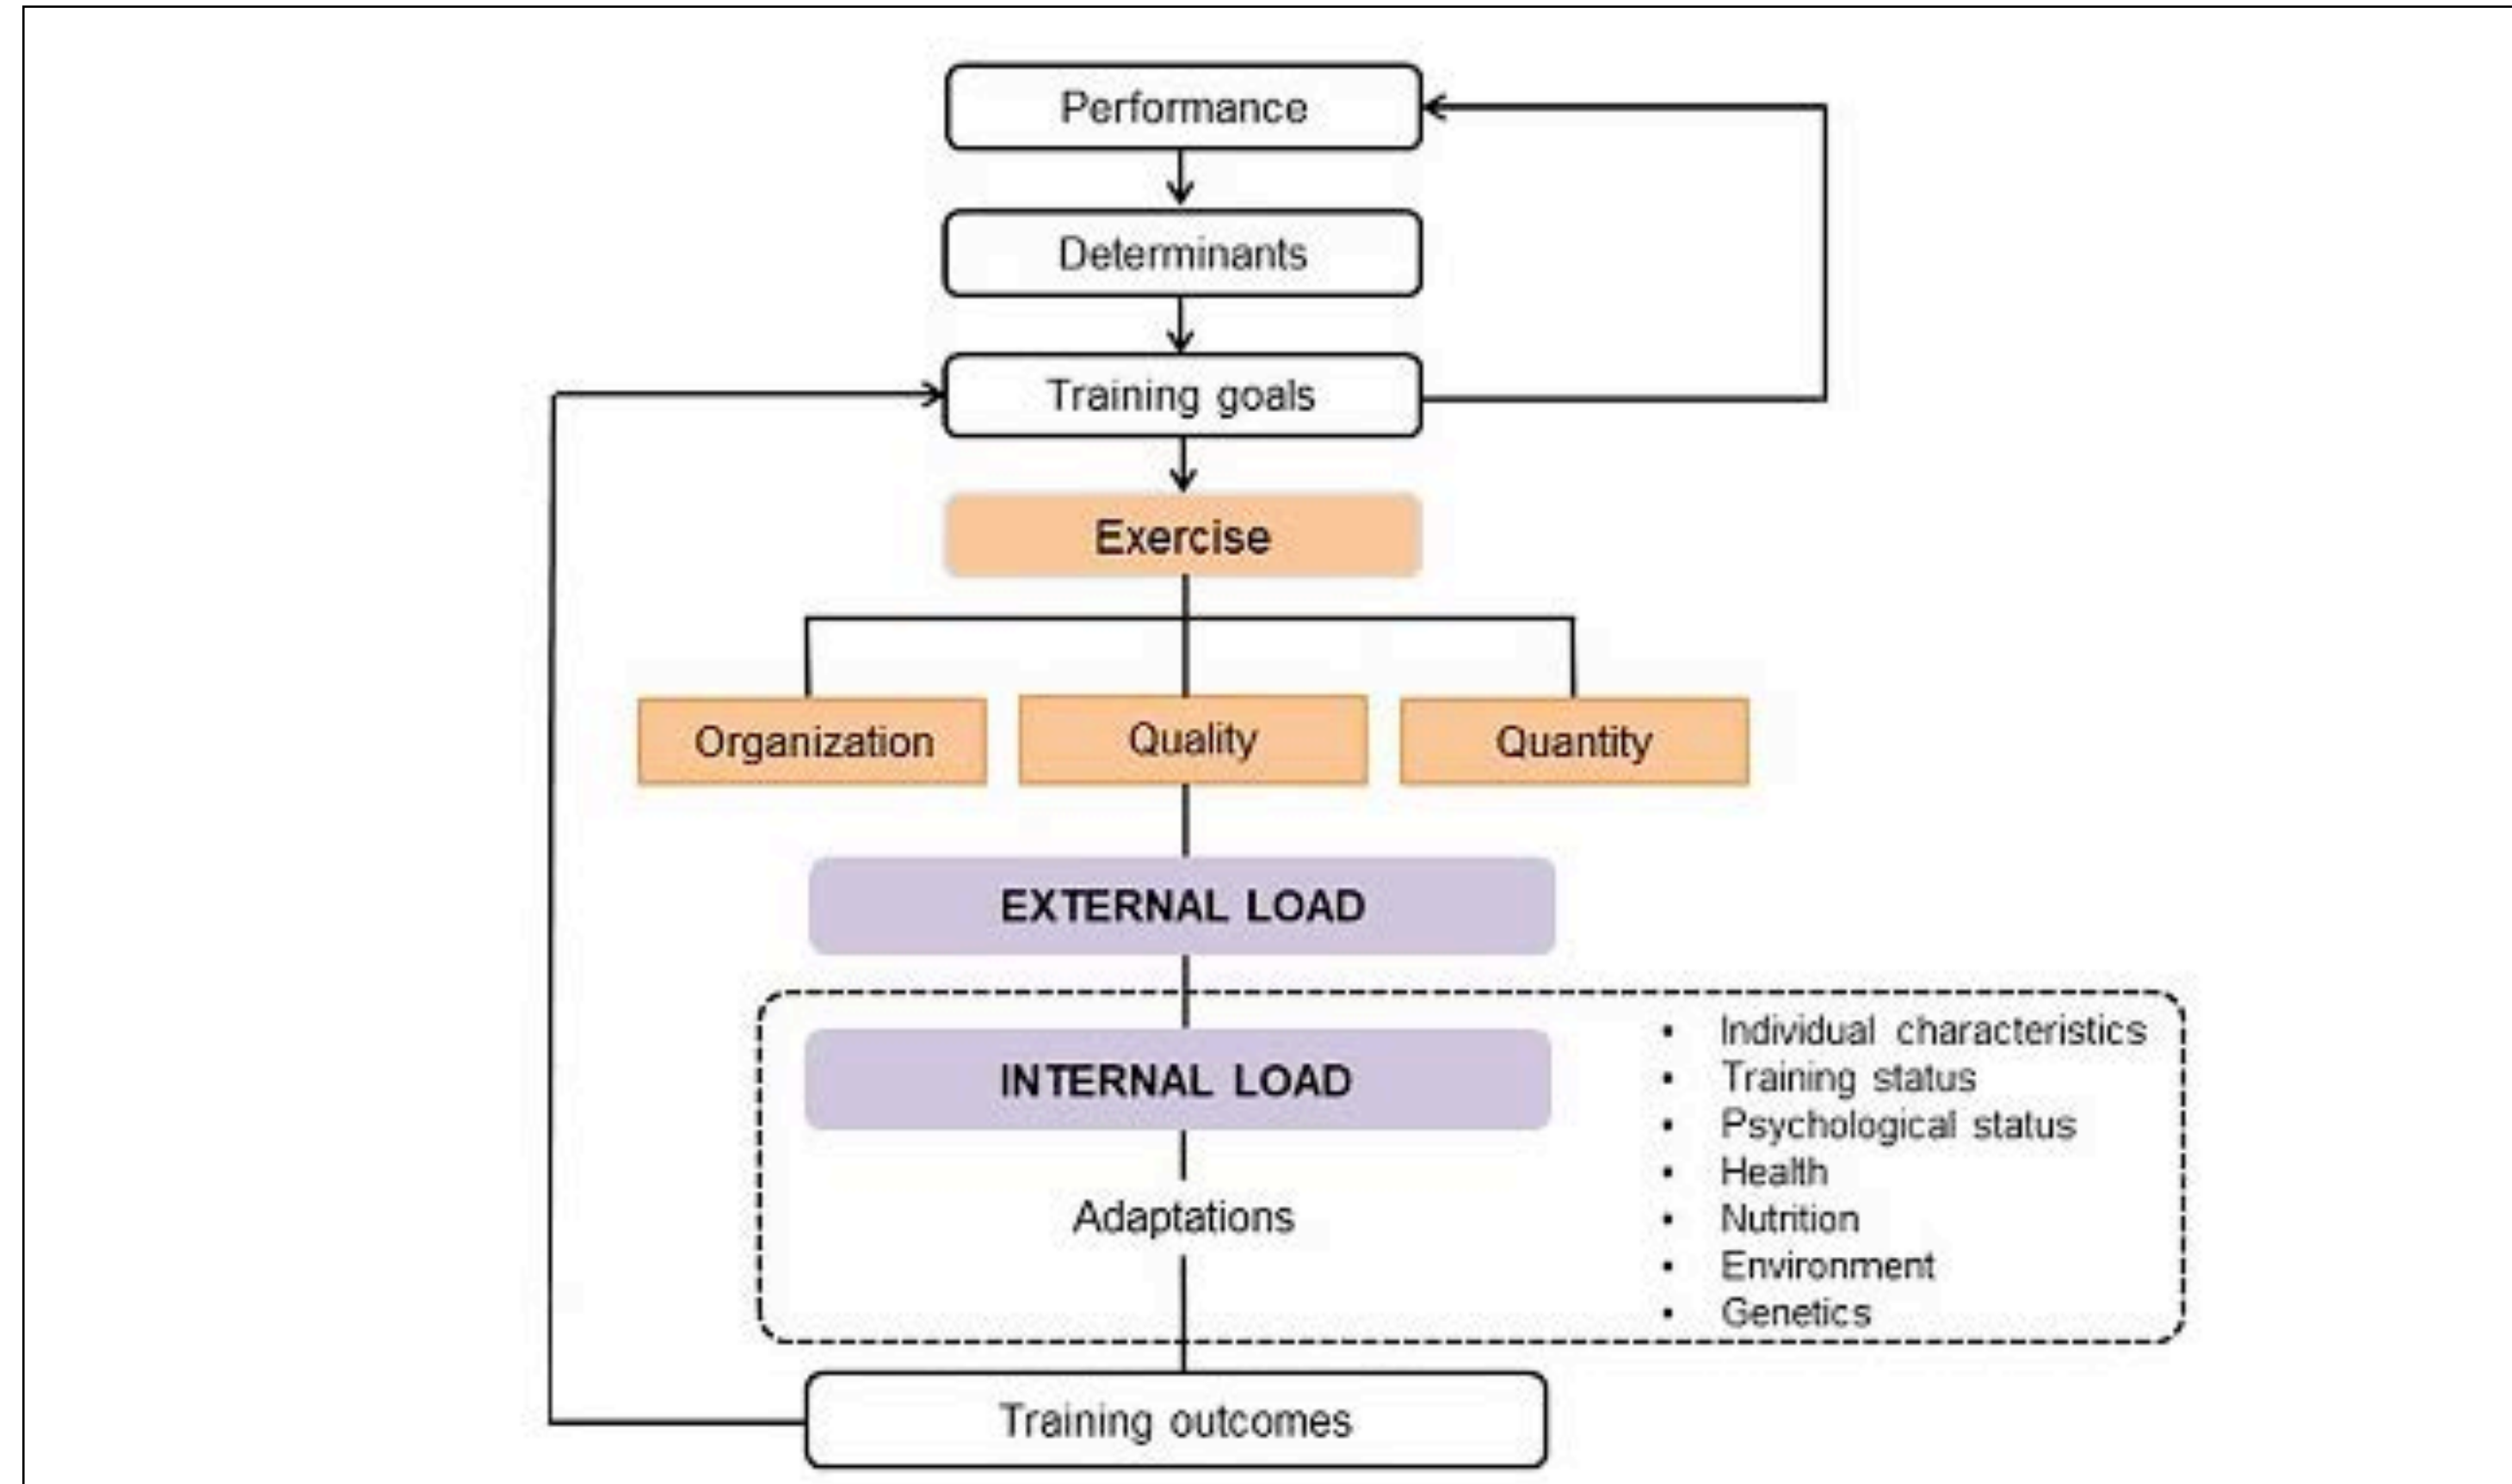 Performance
Determinants
Training goals
Exercise
Organization
Quality
Quantity
EXTERNAL LOAD
INTERNAL LOAD
Adaptations
• Individual characteristics
• Training status
• Psychological status
• Health
• Nutrition
• Environment
• Genetics
Training outcomes